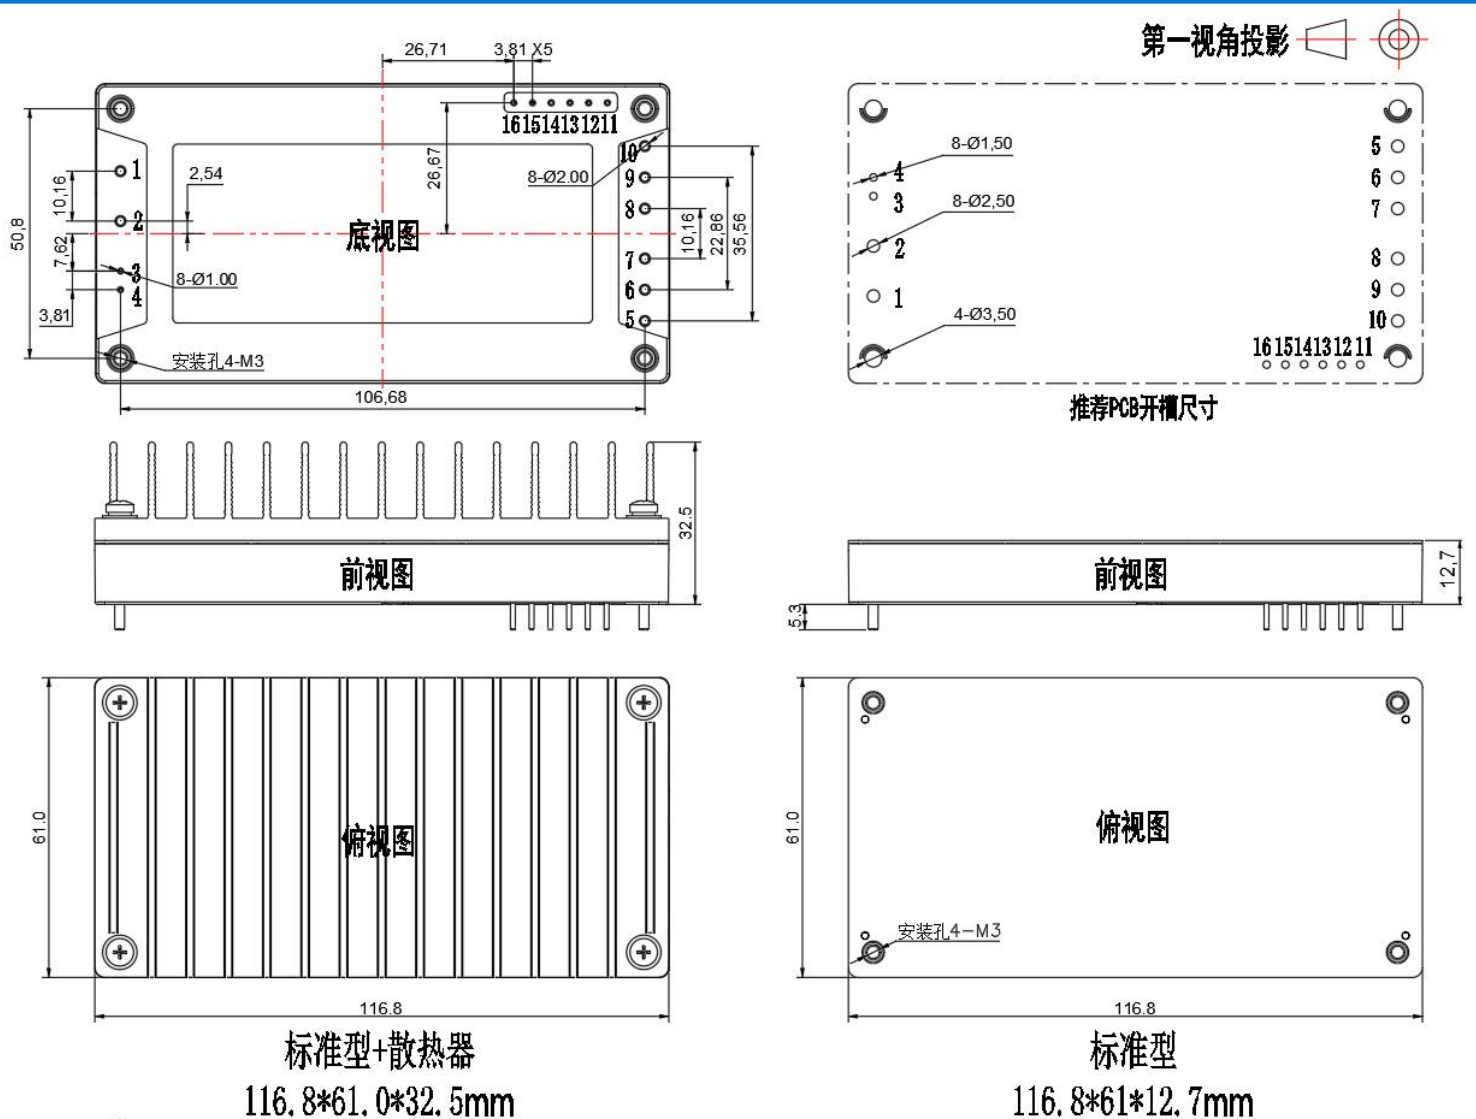 第一视角投影
26,71
3,81 X5
16 15 14 13 12 11
1
10,16
2,54
2
50,8
7,62
3
8-Ø1.00
4
3,81
底视图
26,67
10
8-Ø2.00
9
8
7
6
5
10,16
22,86
35,56
安装孔4-M3
106,68
8-Ø1,50
4
3
8-Ø2,50
2
1
4-Ø3,50
5
6
7
8
9
10
16 15 14 13 12 11
推荐PCB开槽尺寸
前视图
32.5
前视图
12,7
5,3
61.0
俯视图
116.8
61.0
俯视图
安装孔4-M3
116.8
标准型+散热器
116.8*61.0*32.5mm
标准型
116.8*61*12.7mm